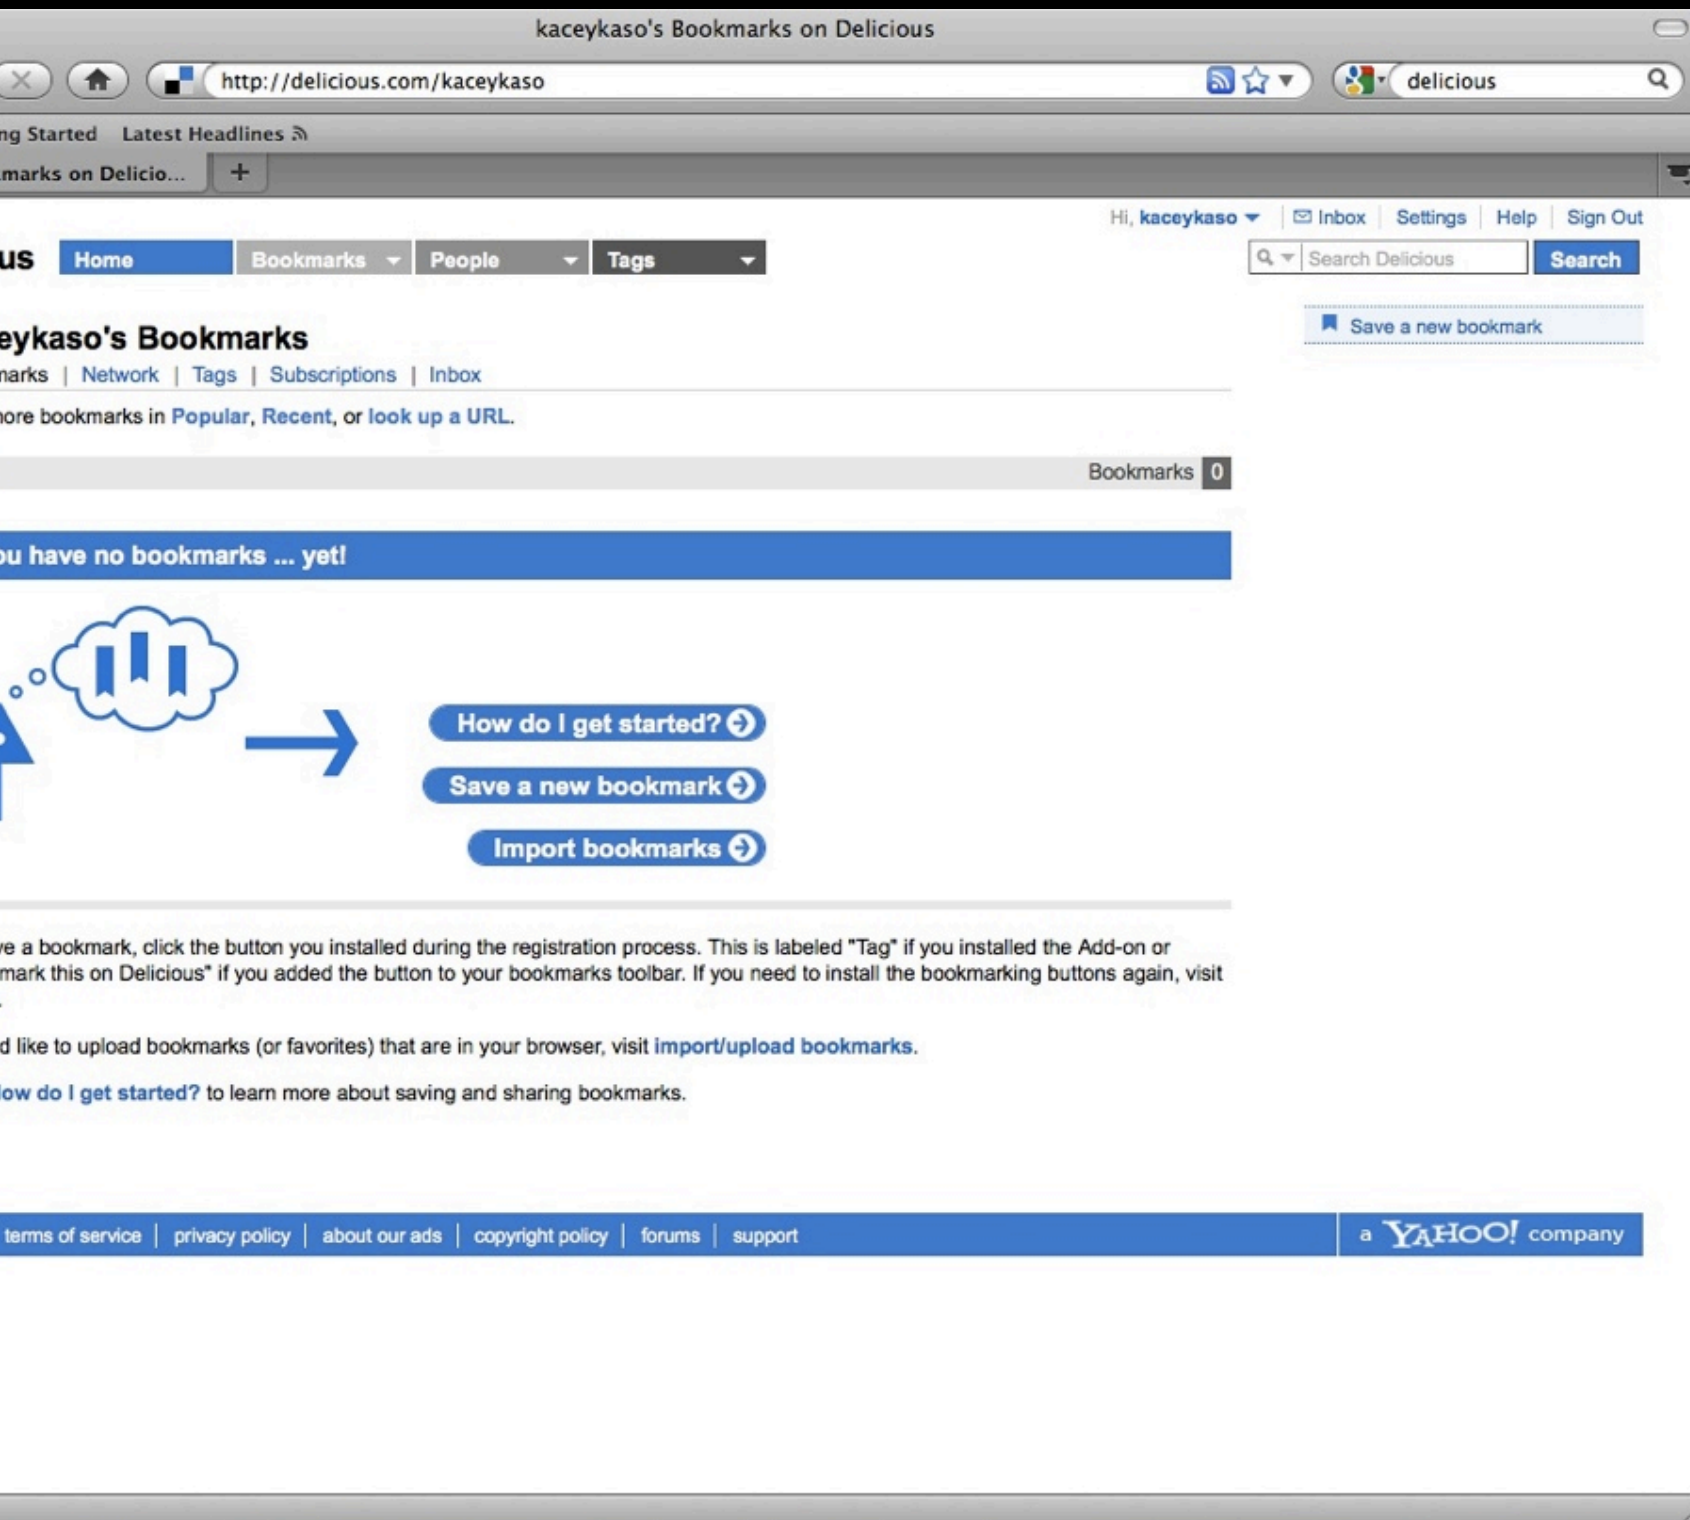 kaceykaso's Bookmarks on Delicious
http://delicious.com/kaceykaso
delicious
ng Started Latest Headlines
marks on Delicio...
+
Hi, kaceykaso Inbox Settings Help Sign Out
us Home Bookmarks People Tags
Search Delicious Search
eykaso's Bookmarks
Save a new bookmark
marks | Network | Tags | Subscriptions | Inbox
nore bookmarks in Popular, Recent, or look up a URL.
Bookmarks 0
ou have no bookmarks ... yet!
How do I get started?
Save a new bookmark
Import bookmarks
ve a bookmark, click the button you installed during the registration process. This is labeled "Tag" if you installed the Add-on or
mark this on Delicious" if you added the button to your bookmarks toolbar. If you need to install the bookmarking buttons again, visit
.
d like to upload bookmarks (or favorites) that are in your browser, visit import/upload bookmarks.
How do I get started? to learn more about saving and sharing bookmarks.
terms of service | privacy policy | about our ads | copyright policy | forums | support
a YAHOO! company